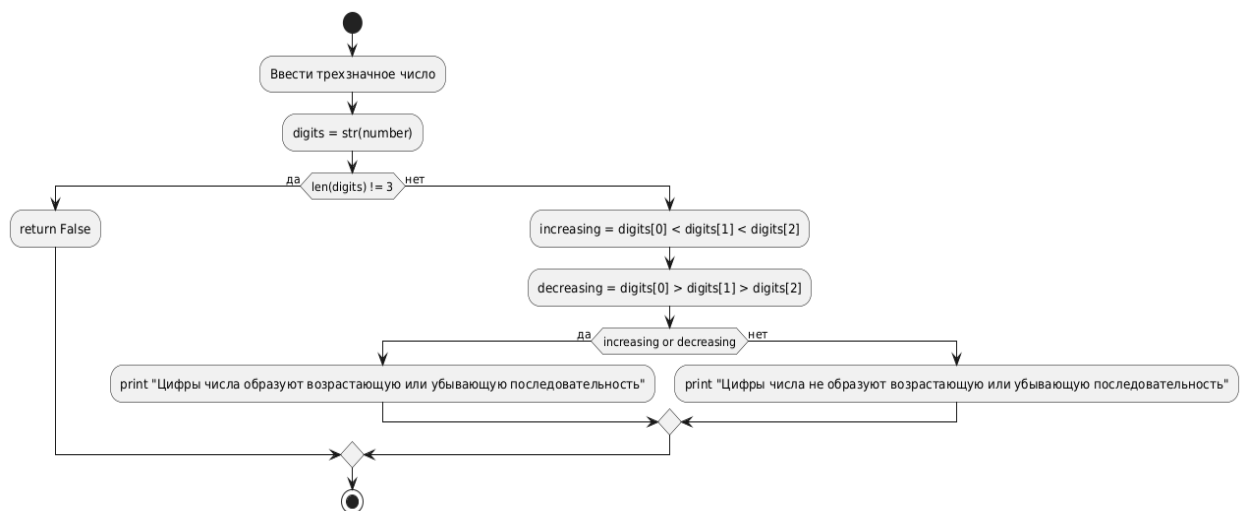 Ввести трехзначное число
digits = str(number)
да
len(digits) != 3
нет
return False
increasing = digits[0] < digits[1] < digits[2]
decreasing = digits[0] > digits[1] > digits[2]
да
increasing or decreasing
нет
print "Цифры числа образуют возрастающую или убывающую последовательность"
print "Цифры числа не образуют возрастающую или убывающую последовательность"